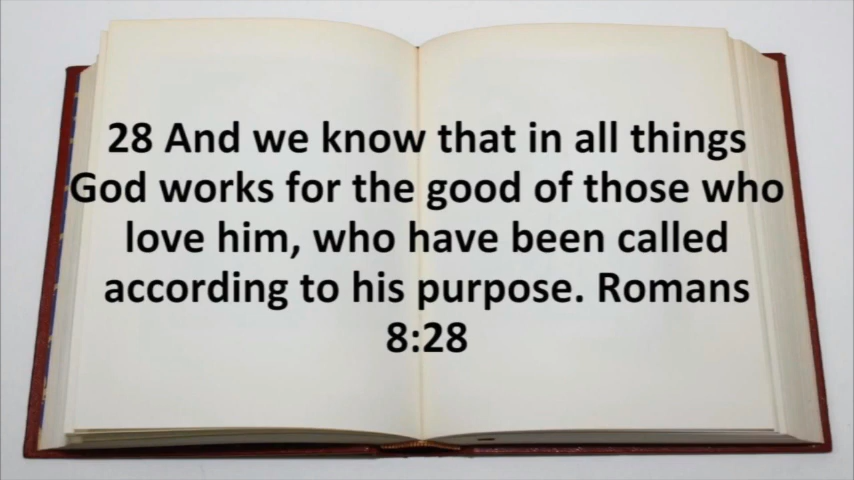 28 And we know that in all things
God works for the good of those who
love him, who have been called
according to his purpose. Romans
8:28